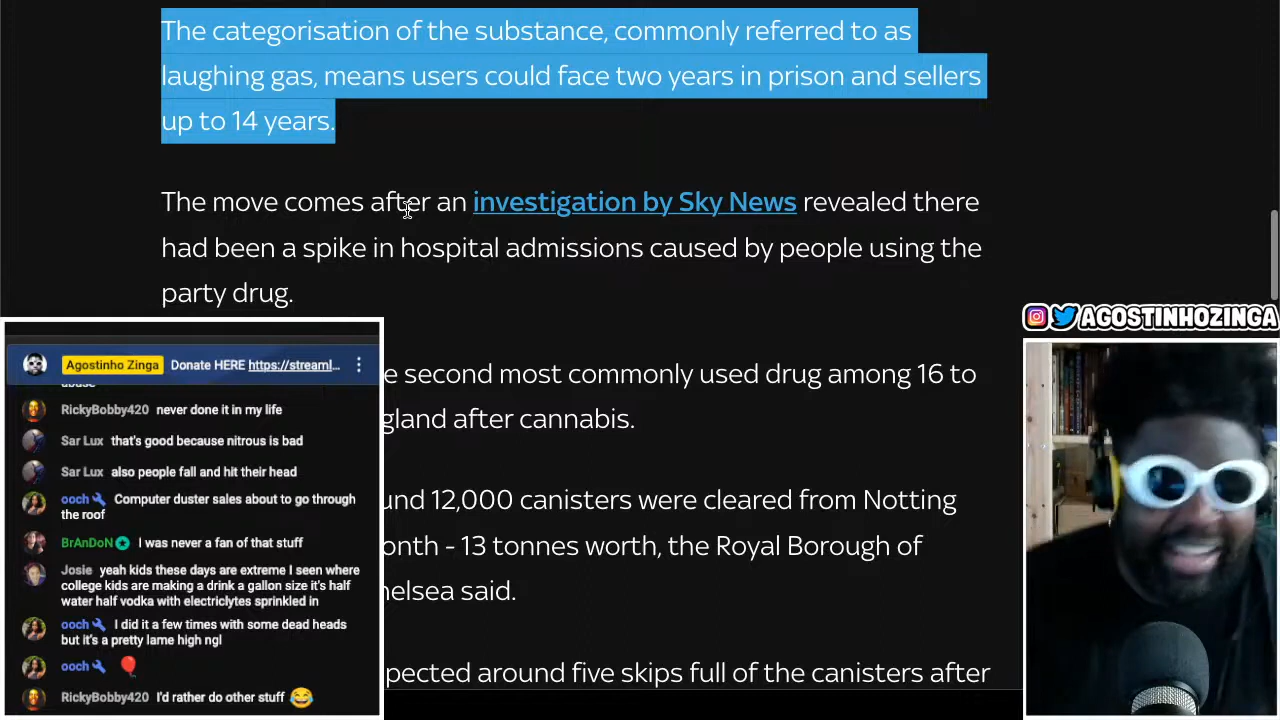 The categorisation of the substance, commonly referred to as
laughing gas, means users could face two years in prison and sellers
up to 14 years.
The move comes after an investigation by Sky News revealed there
had been a spike in hospital admissions caused by people using the
party drug.
e second most commonly used drug among 16 to
gland after cannabis.
und 12,000 canisters were cleared from Notting
onth - 13 tonnes worth, the Royal Borough of
helsea said.
pected around five skips full of the canisters after
AGOSTINHOZINGA
Agostinho Zinga Donate HERE https://streaml...
abuse
RickyBobby420 never done it in my life
Sar Lux that's good because nitrous is bad
Sar Lux also people fall and hit their head
ooch Computer duster sales about to go through
the roof
BrAnDoN I was never a fan of that stuff
Josie yeah kids these days are extreme I seen where
college kids are making a drink a gallon size it's half
water half vodka with electriclytes sprinkled in
ooch I did it a few times with some dead heads
but it's a pretty lame high ngl
ooch 🎈
RickyBobby420 I'd rather do other stuff 😂